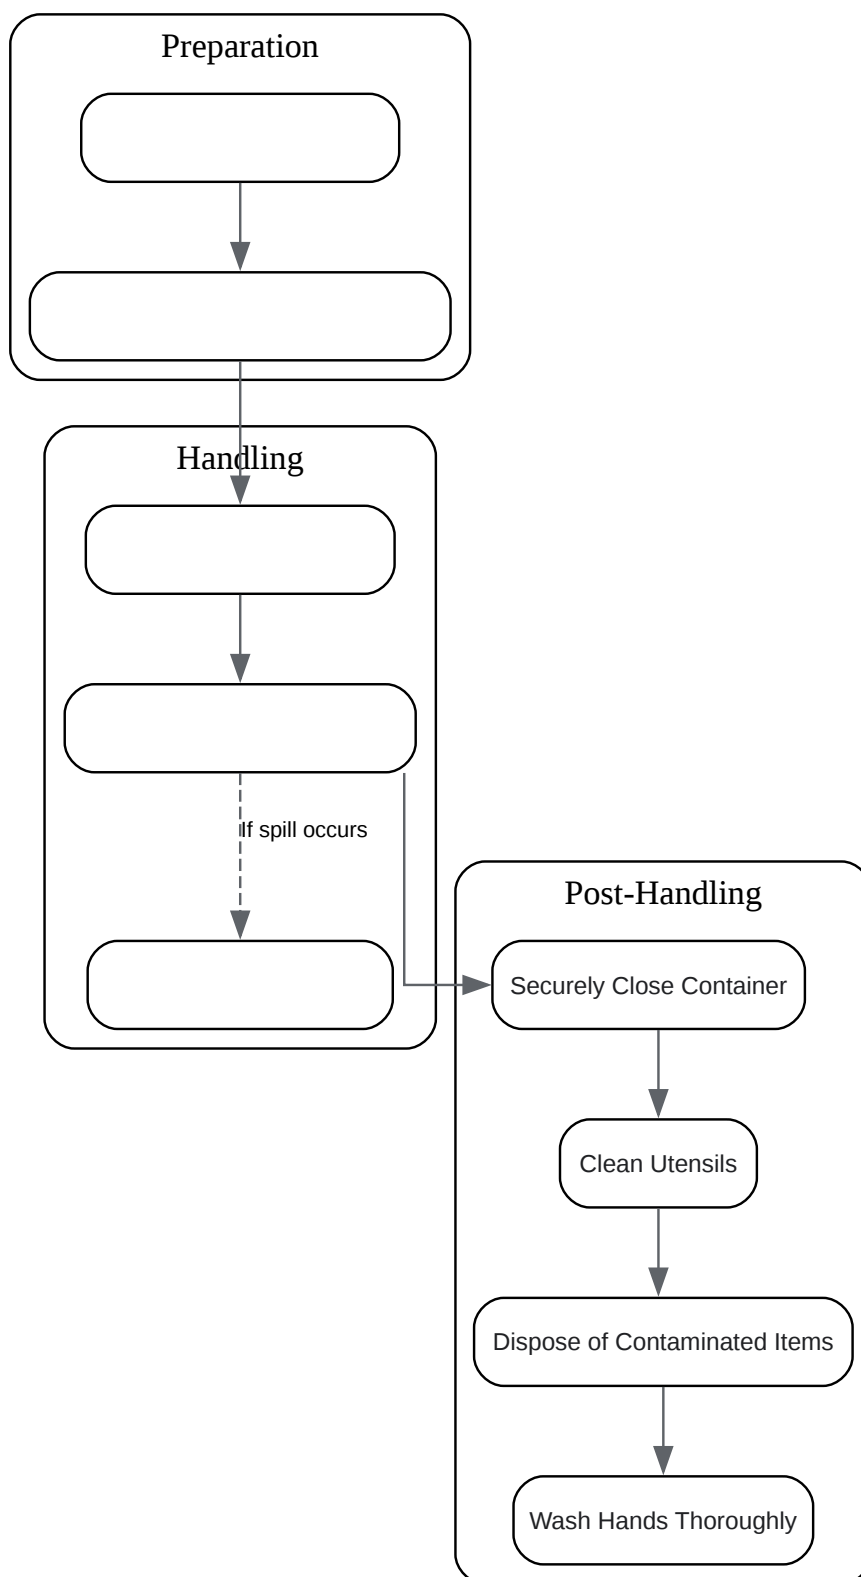 Preparation
Handling
If spill occurs
Post-Handling
Securely Close Container
Clean Utensils
Dispose of Contaminated Items
Wash Hands Thoroughly